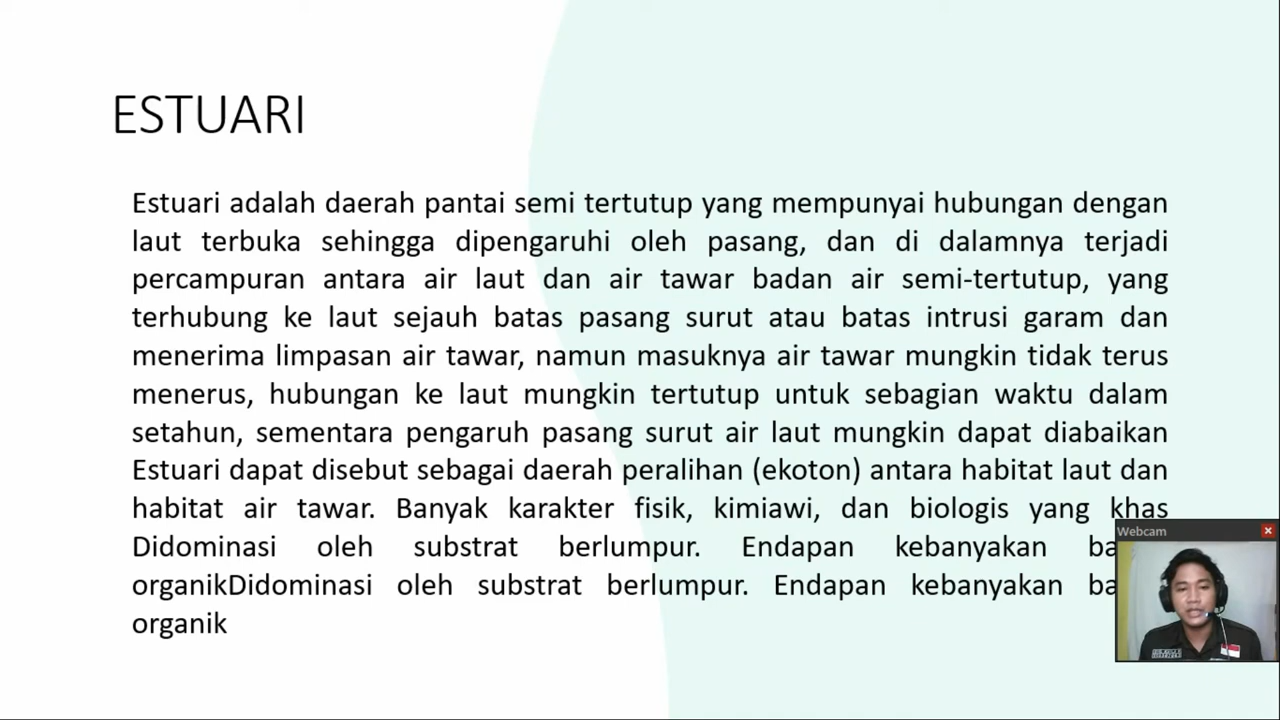 ESTUARI
Estuari adalah daerah pantai semi tertutup yang mempunyai hubungan dengan
laut terbuka sehingga dipengaruhi oleh pasang, dan di dalamnya terjadi
percampuran antara air laut dan air tawar badan air semi-tertutup, yang
terhubung ke laut sejauh batas pasang surut atau batas intrusi garam dan
menerima limpasan air tawar, namun masuknya air tawar mungkin tidak terus
menerus, hubungan ke laut mungkin tertutup untuk sebagian waktu dalam
setahun, sementara pengaruh pasang surut air laut mungkin dapat diabaikan
Estuari dapat disebut sebagai daerah peralihan (ekoton) antara habitat laut dan
habitat air tawar. Banyak karakter fisik, kimiawi, dan biologis yang khas
Didominasi oleh substrat berlumpur. Endapan kebanyakan
organikDidominasi oleh substrat berlumpur. Endapan kebanyakan
organik
Webcam